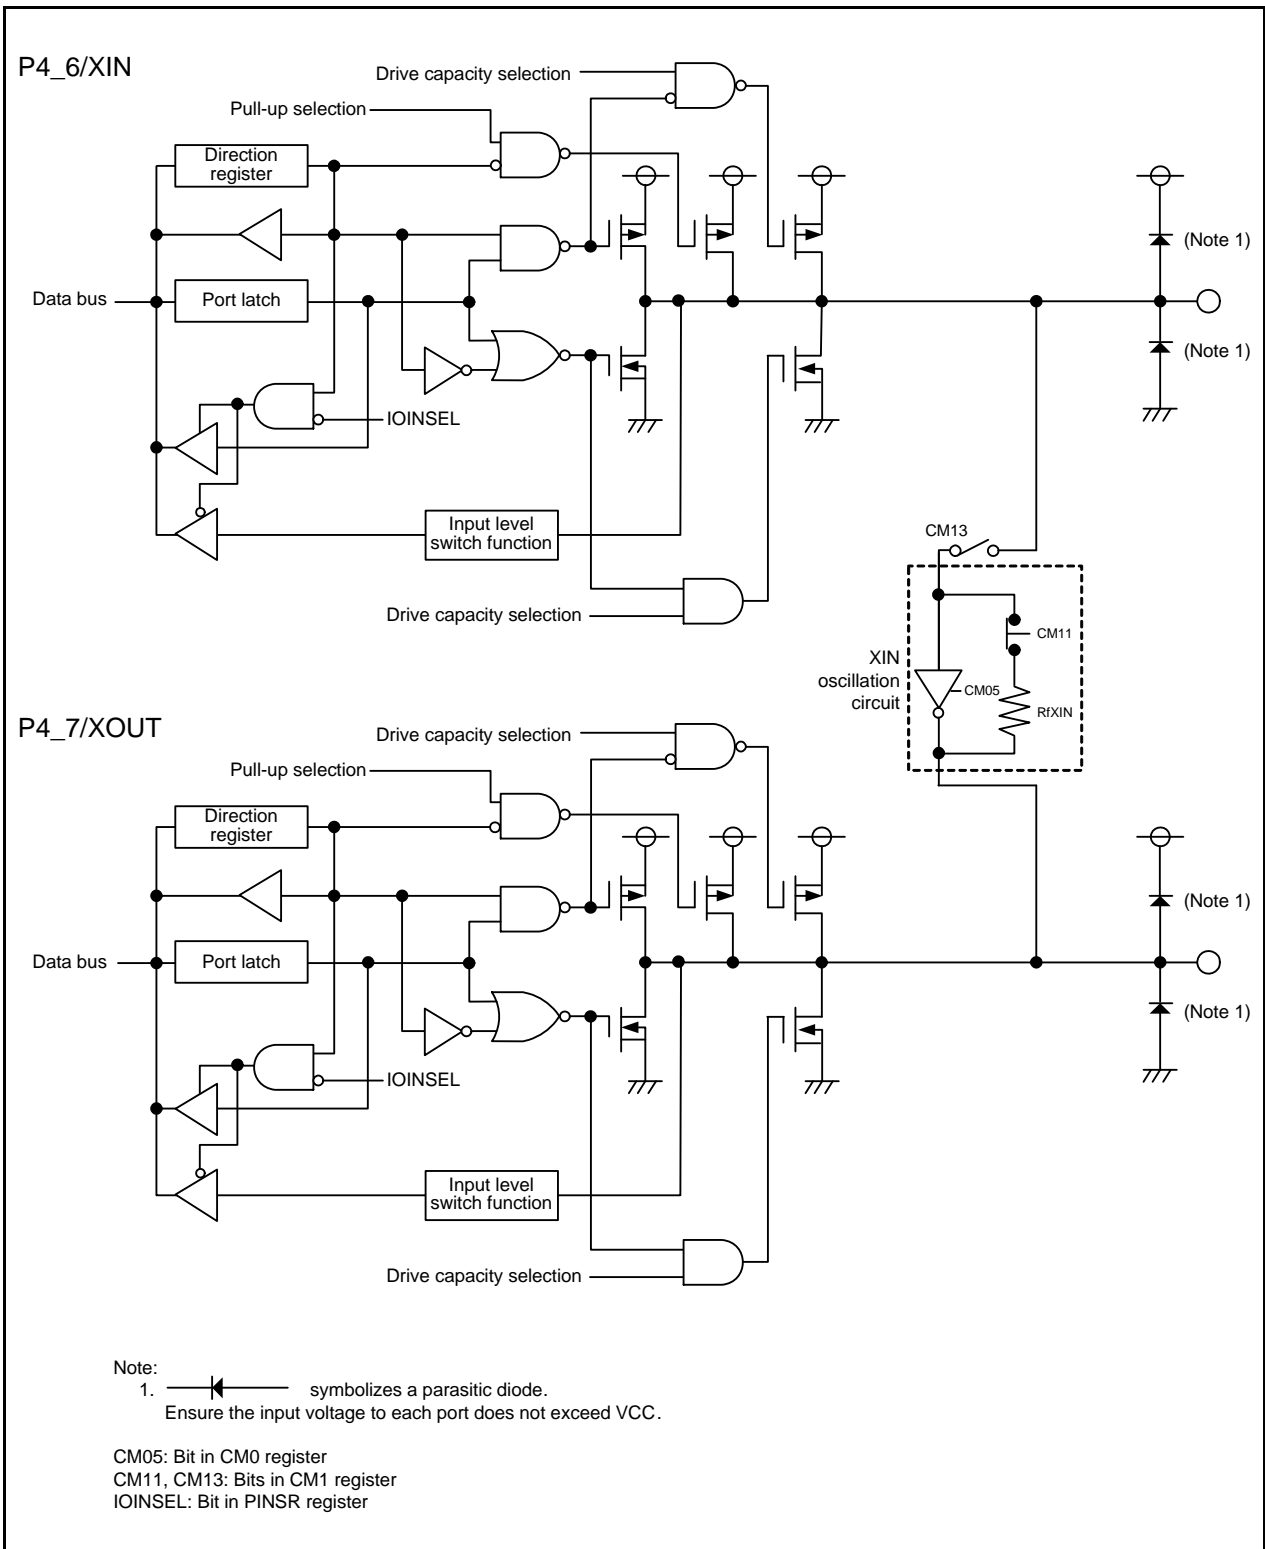 P4_6/XIN
Drive capacity selection
Pull-up selection
Direction
register
(Note 1)
Data bus
Port latch
(Note 1)
IOINSEL
Input level
switch function
CM13
Drive capacity selection
CM11
XIN
oscillation
circuit
CM05
RfXIN
P4_7/XOUT
Drive capacity selection
Pull-up selection
Direction
register
(Note 1)
Data bus
Port latch
(Note 1)
IOINSEL
Input level
switch function
Drive capacity selection
Note:
1. symbolizes a parasitic diode.
Ensure the input voltage to each port does not exceed VCC.
CM05: Bit in CM0 register
CM11, CM13: Bits in CM1 register
IOINSEL: Bit in PINSR register